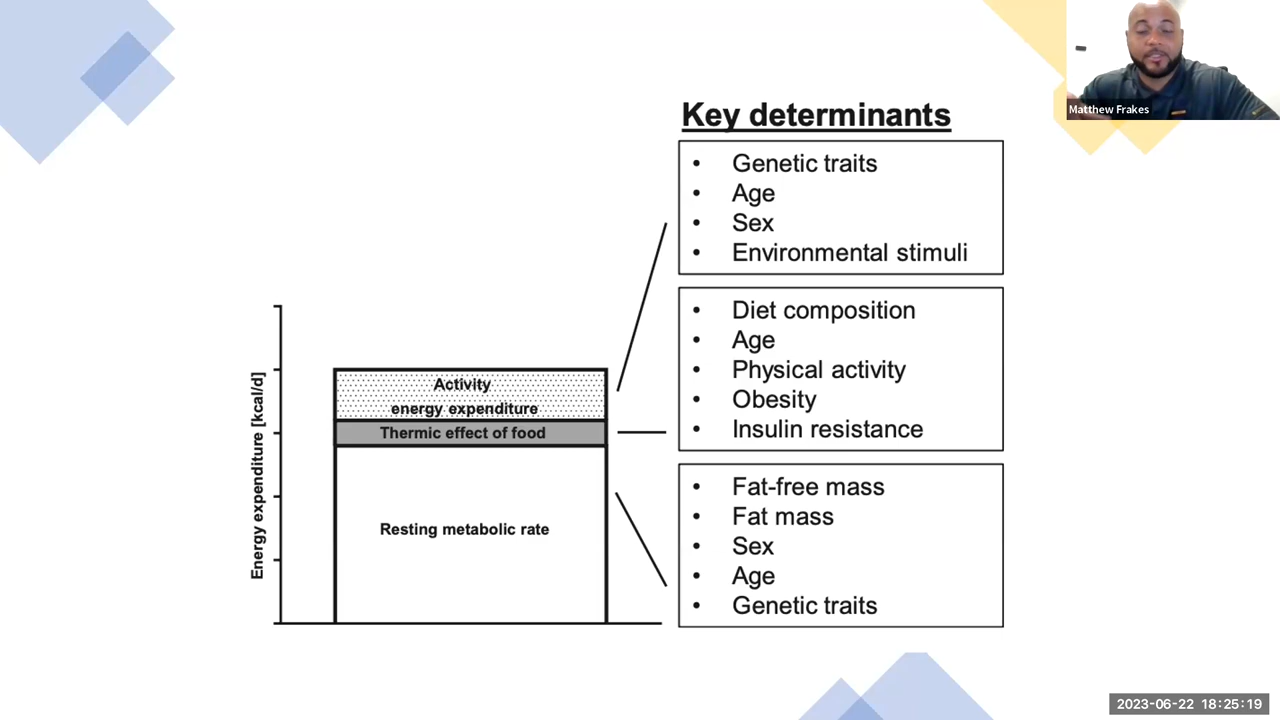 Matthew Frakes
Key determinants
• Genetic traits
• Age
• Sex
• Environmental stimuli
• Diet composition
• Age
• Physical activity
• Obesity
• Insulin resistance
• Fat-free mass
• Fat mass
• Sex
• Age
• Genetic traits
Energy expenditure [kcal/d]
Activity
energy expenditure
Thermic effect of food
Resting metabolic rate
2023-06-22 18:25:19